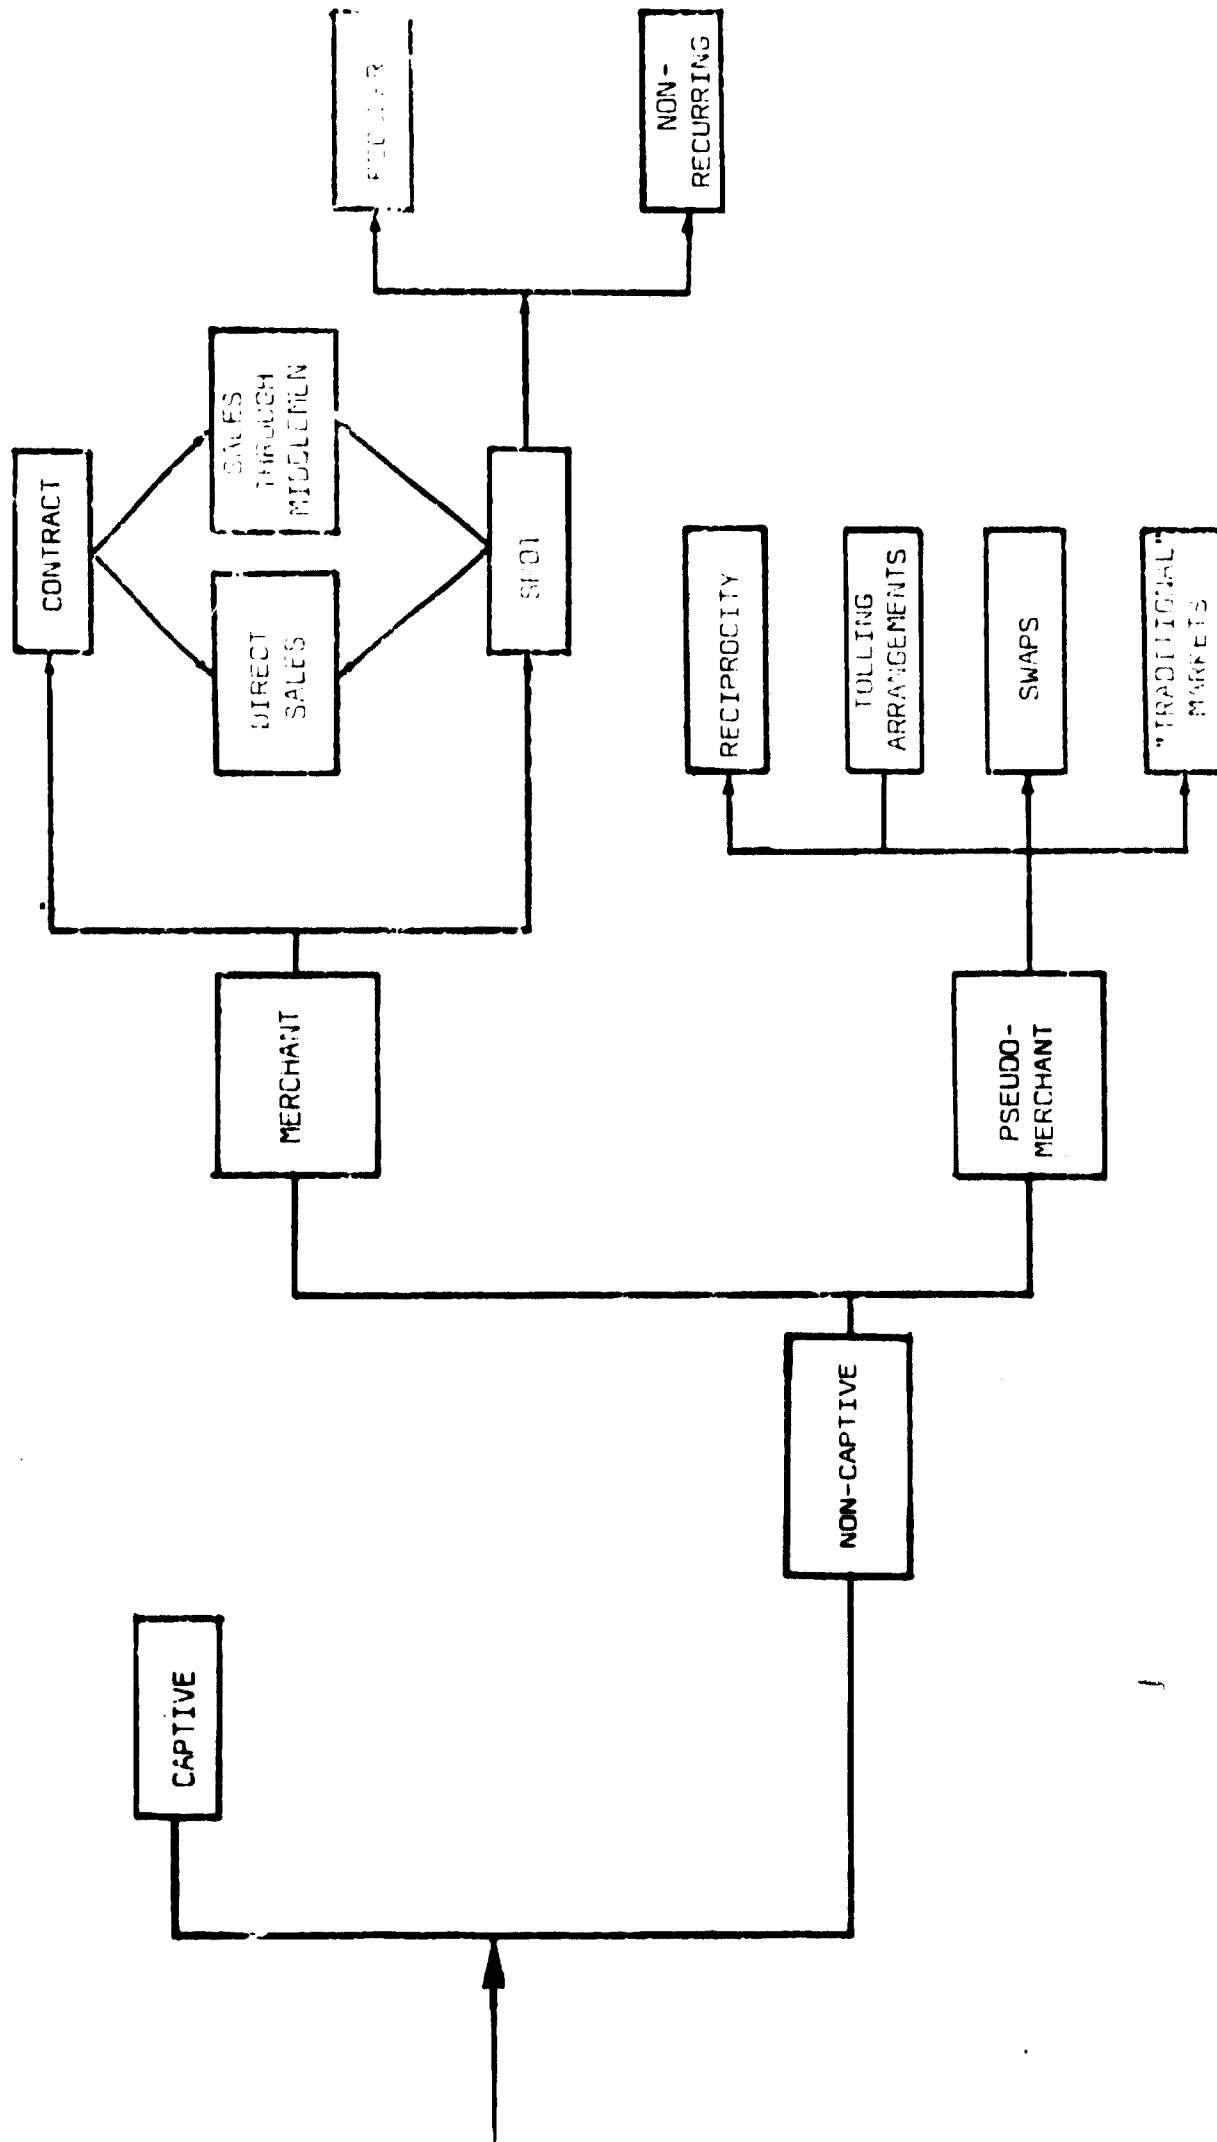 CAPTIVE
NON-CAPTIVE
MERCHANT
PSEUDO-
MERCHANT
CONTRACT
DIRECT
SALES
SALES
THROUGH
MIDDLEMEN
SPOT
REGULAR
NON-
RECURRING
RECIPROCITY
TOLLING
ARRANGEMENTS
SWAPS
"TRADITIONAL"
MARKETS